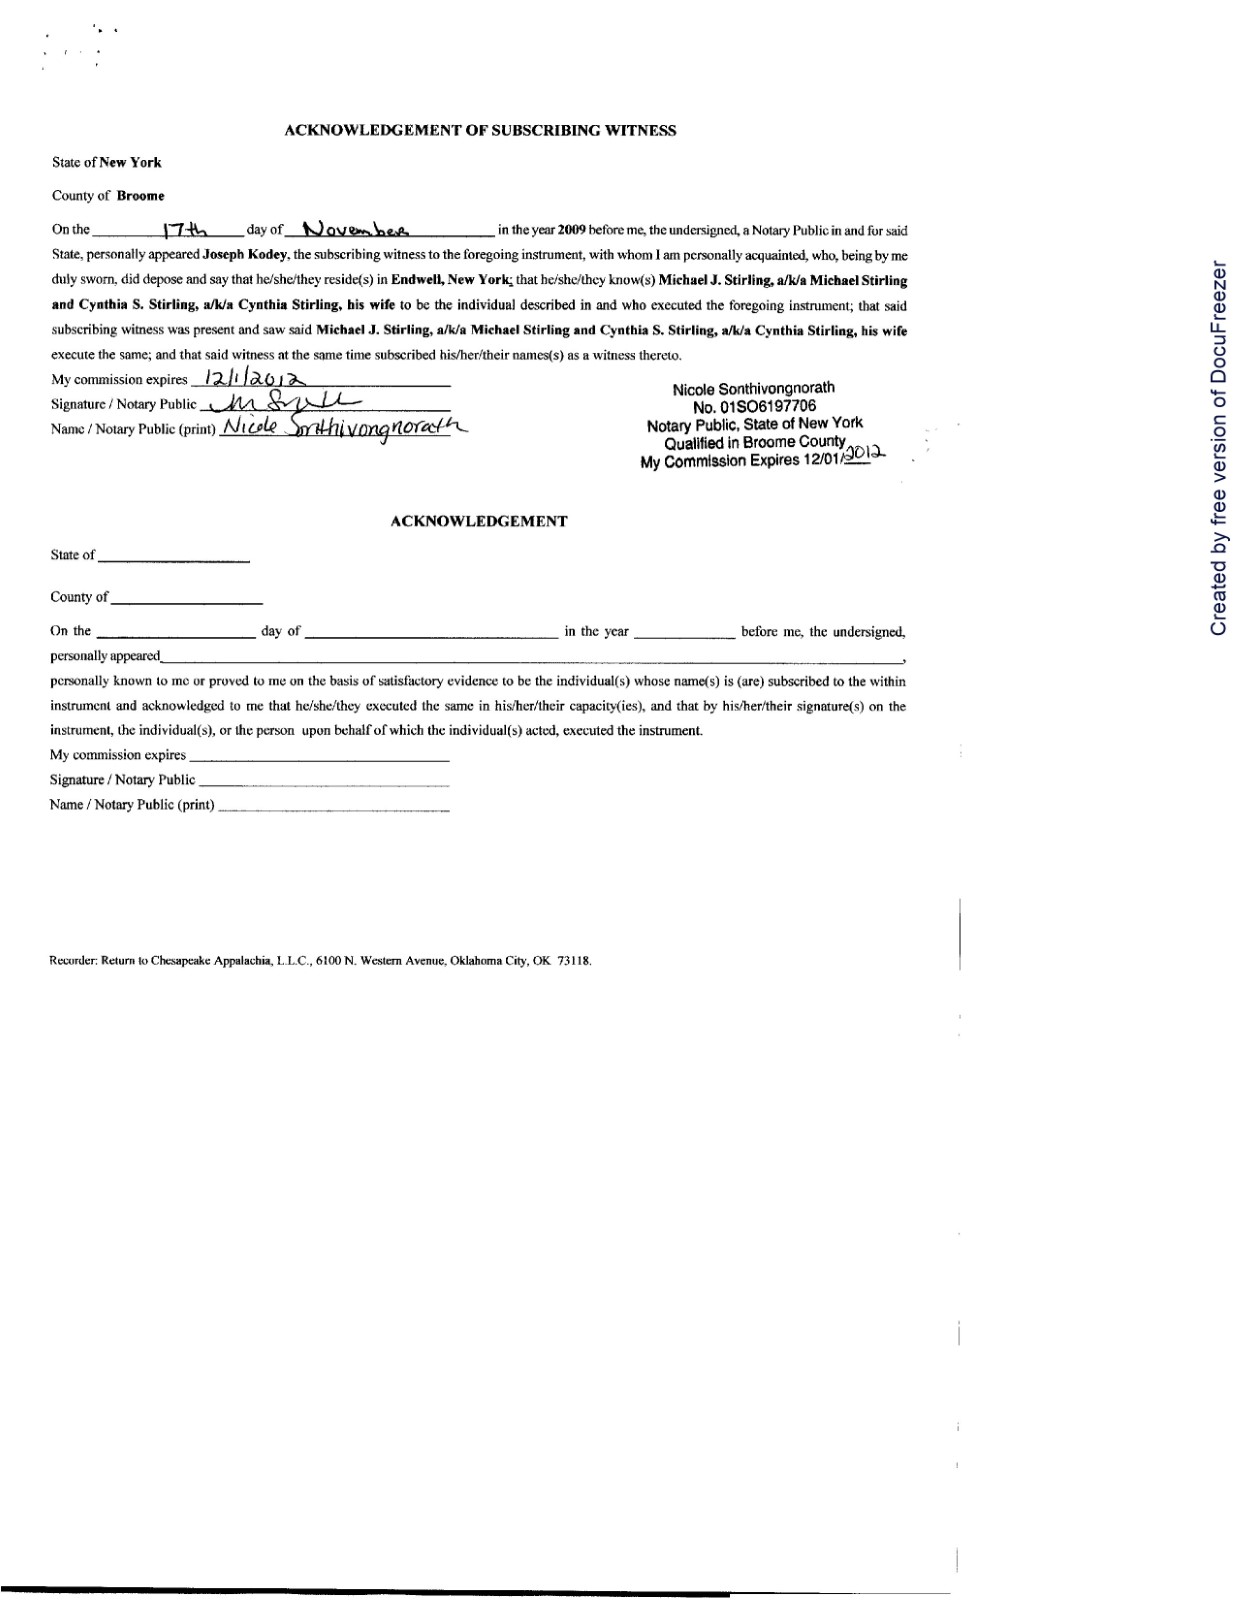 ACKNOWLEDGEMENT OF SUBSCRIBING WITNESS
State of New York
County of Broome
On the 17th day of November in the year 2009 before me, the undersigned, a Notary Public in and for said
State, personally appeared Joseph Kodey, the subscribing witness to the foregoing instrument, with whom I am personally acquainted, who, being by me
duly sworn, did depose and say that he/she/they reside(s) in Endwell, New York; that he/she/they know(s) Michael J. Stirling, a/k/a Michael Stirling
and Cynthia S. Stirling, a/k/a Cynthia Stirling, his wife to be the individual described in and who executed the foregoing instrument; that said
subscribing witness was present and saw said Michael J. Stirling, a/k/a Michael Stirling and Cynthia S. Stirling, a/k/a Cynthia Stirling, his wife
execute the same; and that said witness at the same time subscribed his/her/their names(s) as a witness thereto.
My commission expires 12/1/2012
Signature / Notary Public
Name / Notary Public (print) Nicole Sonthivongnorath
Nicole Sonthivongnorath
No. 01SO6197706
Notary Public, State of New York
Qualified in Broome County
My Commission Expires 12/01/2012
ACKNOWLEDGEMENT
State of
County of
On the ____ day of ____ in the year ____ before me, the undersigned,
personally appeared____,
personally known to me or proved to me on the basis of satisfactory evidence to be the individual(s) whose name(s) is (are) subscribed to the within
instrument and acknowledged to me that he/she/they executed the same in his/her/their capacity(ies), and that by his/her/their signature(s) on the
instrument, the individual(s), or the person upon behalf of which the individual(s) acted, executed the instrument.
My commission expires
Signature / Notary Public
Name / Notary Public (print)
Recorder: Return to Chesapeake Appalachia, L.L.C., 6100 N. Western Avenue, Oklahoma City, OK 73118.
Created by free version of DocuFreezer